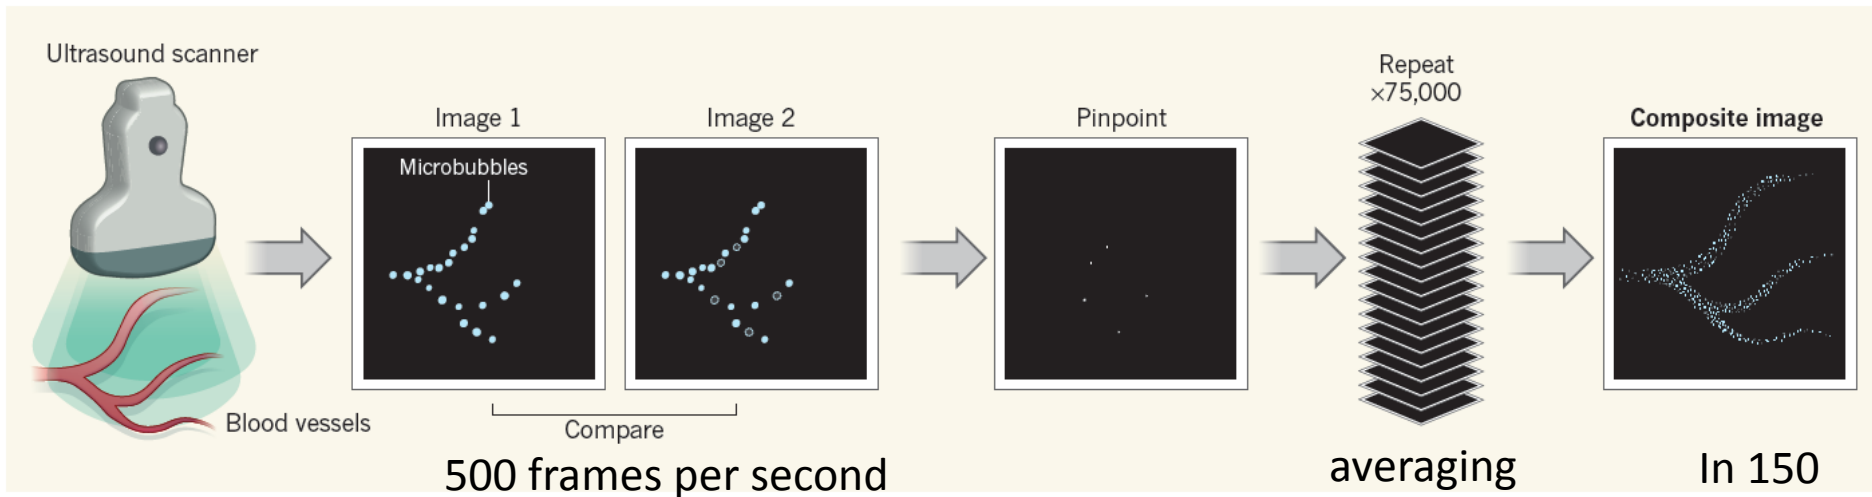 Ultrasound scanner
Blood vessels
Image 1
Microbubbles
Image 2
Compare
500 frames per second
Pinpoint
Repeat
×75,000
averaging
Composite image
In 150